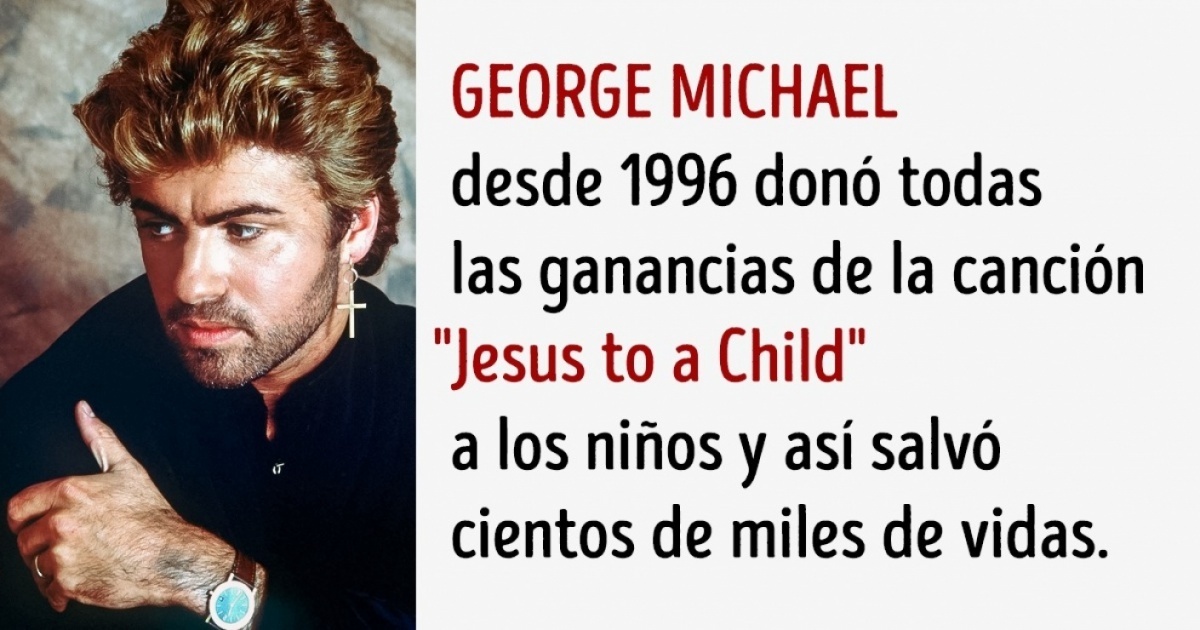 GEORGE MICHAEL
desde 1996 donó todas
las ganancias de la canción
"Jesus to a Child"
a los niños y así salvó
cientos de miles de vidas.